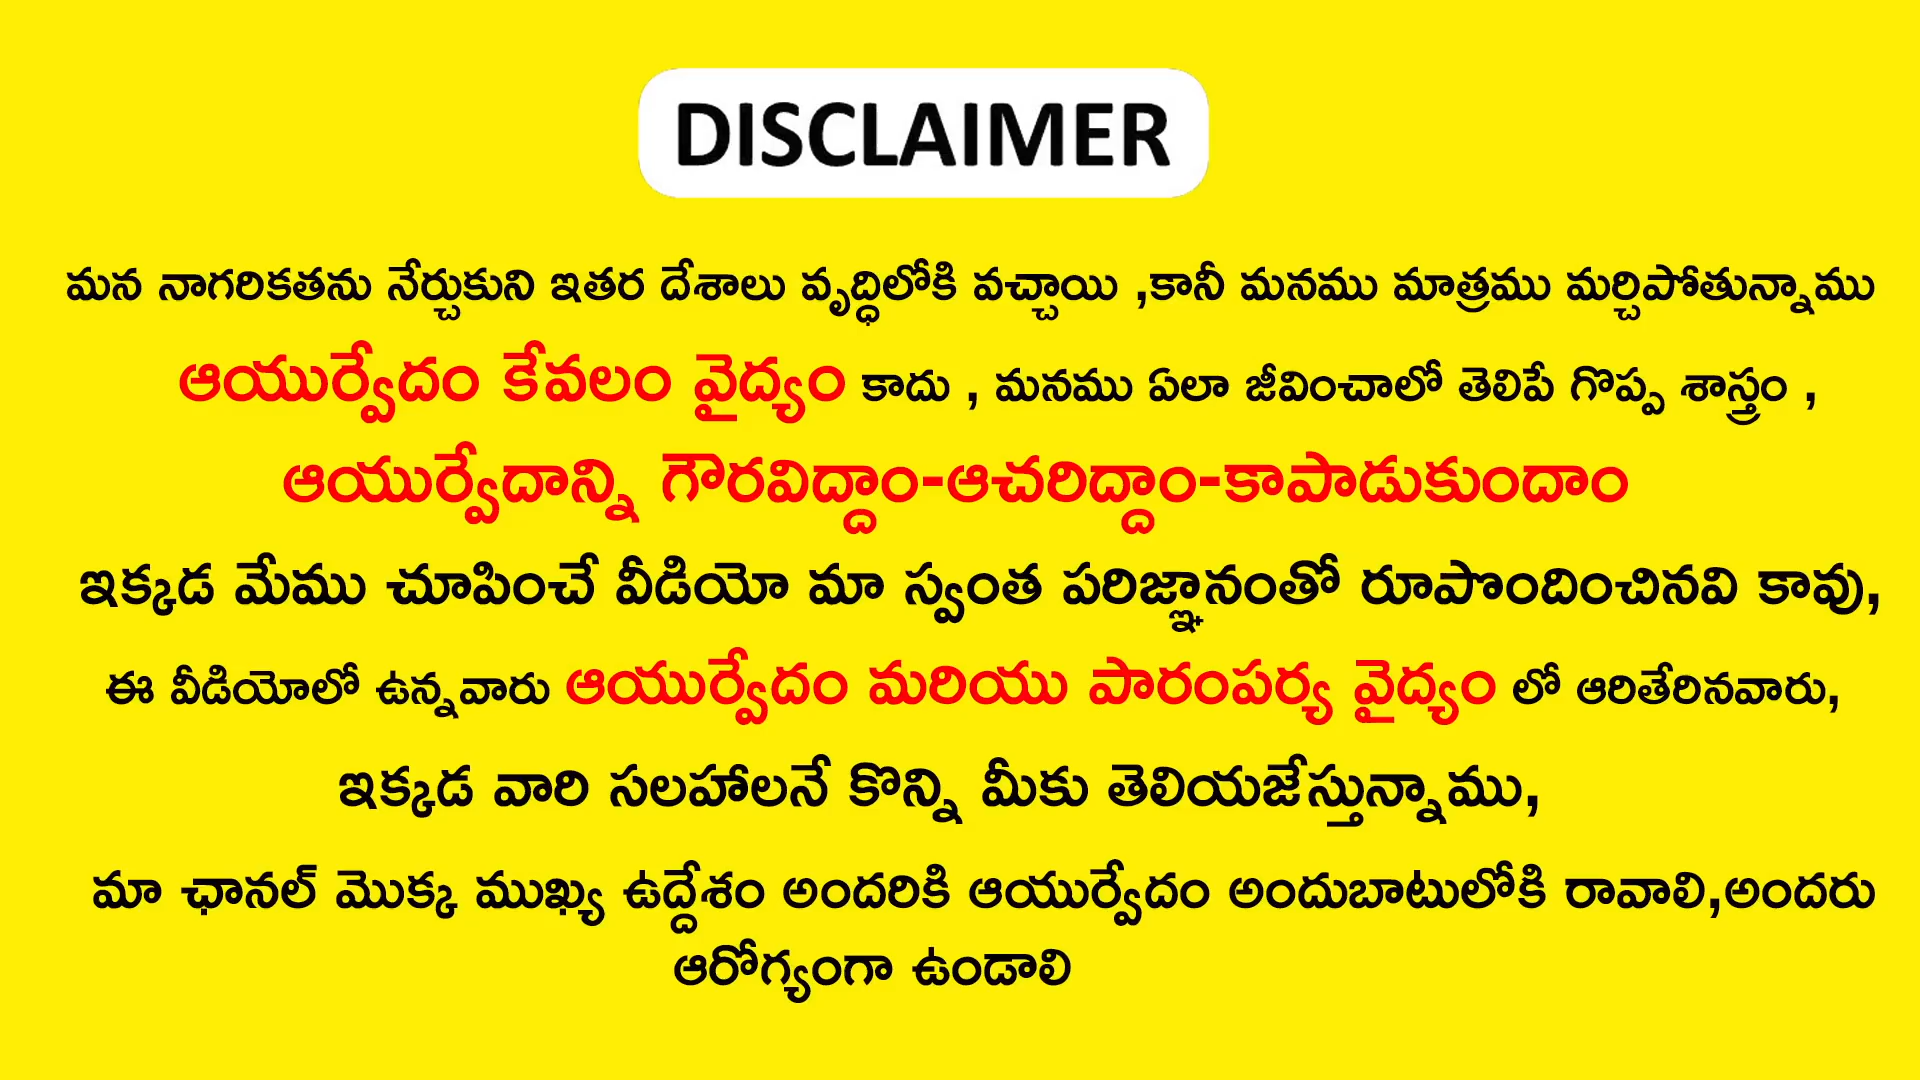 DISCLAIMER
మన నాగరికతను నేర్చుకుని ఇతర దేశాలు వృద్ధిలోకి వచ్చాయి ,కానీ మనము మాత్రము మర్చిపోతున్నాము
ఆయుర్వేదం కేవలం వైద్యం కాదు , మనము ఏలా జీవించాలో తెలిపే గొప్ప శాస్త్రం ,
ఆయుర్వేదాన్ని గౌరవిద్దాం-ఆచరిద్దాం-కాపాడుకుందాం
ఇక్కడ మేము చూపించే వీడియో మా స్వంత పరిజ్ఞానంతో రూపొందించినవి కావు,
ఈ వీడియోలో ఉన్నవారు ఆయుర్వేదం మరియు పారంపర్య వైద్యం లో ఆరితేరినవారు,
ఇక్కడ వారి సలహాలనే కొన్ని మీకు తెలియజేస్తున్నాము,
మా ఛానల్ మొక్క ముఖ్య ఉద్దేశం అందరికి ఆయుర్వేదం అందుబాటులోకి రావాలి,అందరు
ఆరోగ్యంగా ఉండాలి